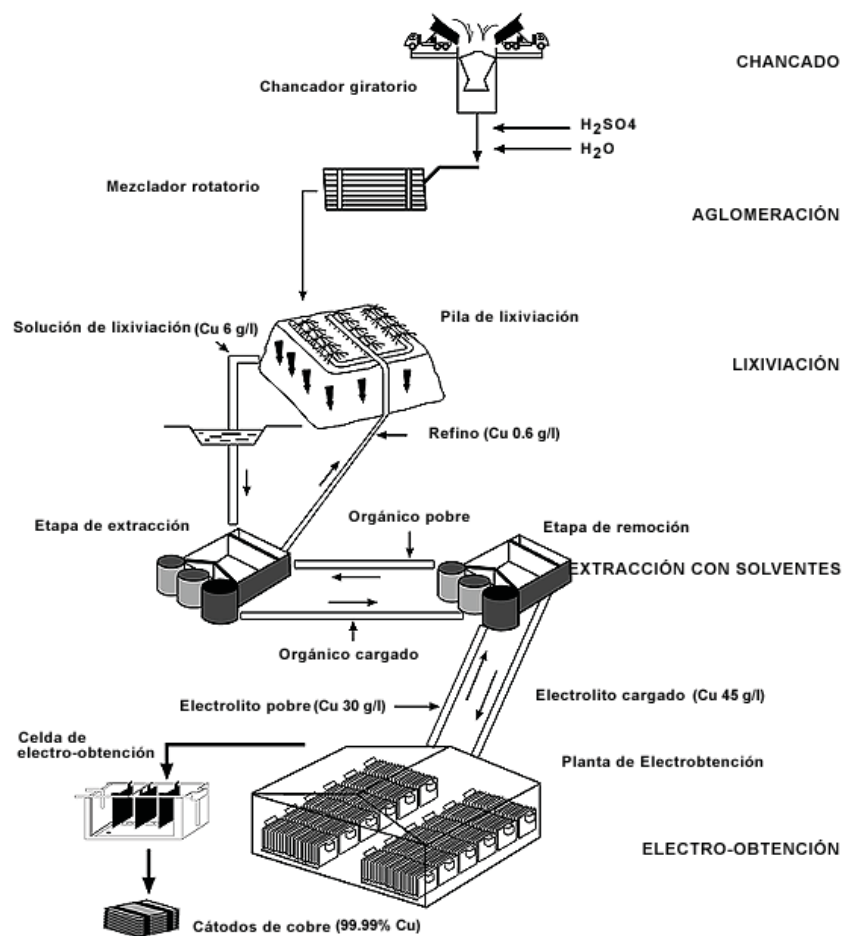 CHANCADO
Chancador giratorio
H2SO4
H2O
Mezclador rotatorio
AGLOMERACIÓN
Solución de lixiviación (Cu 6 g/l)
Pila de lixiviación
LIXIVIACIÓN
Refino (Cu 0.6 g/l)
Etapa de extracción
Orgánico pobre
Etapa de remoción
EXTRACCIÓN CON SOLVENTES
Orgánico cargado
Electrolito pobre (Cu 30 g/l)
Electrolito cargado (Cu 45 g/l)
Celda de
electro-obtención
Planta de Electrobtención
ELECTRO-OBTENCIÓN
Cátodos de cobre (99.99% Cu)